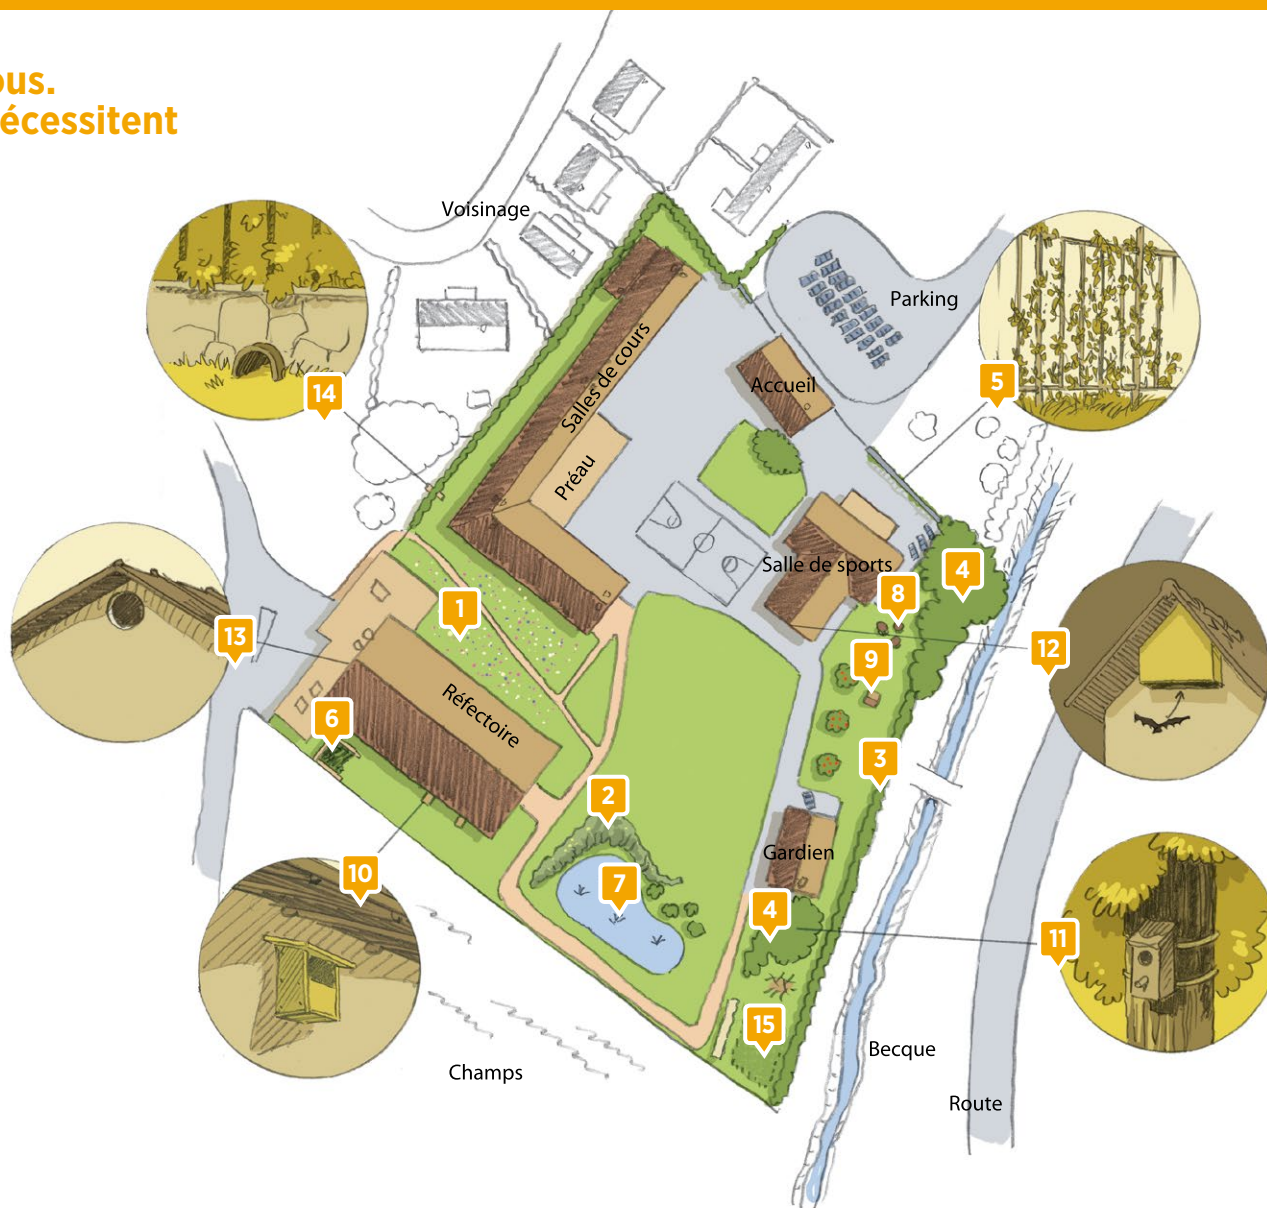 ous.
écessitent
Voisinage
Parking
Salles de cours
Accueil
5
14
Préau
Salle de sports
4
8
1
13
12
9
Réfectoire
6
3
2
Gardien
10
7
4
11
15
Becque
Champs
Route